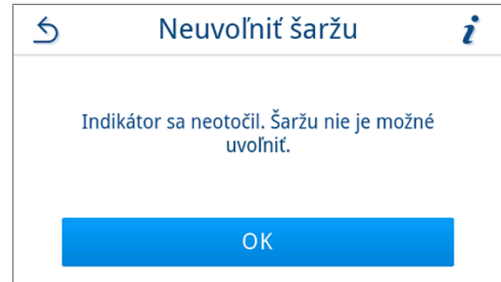 Neuvoľniť šaržu
Indikátor sa neotočil. Šaržu nie je možné
uvoľniť.
OK